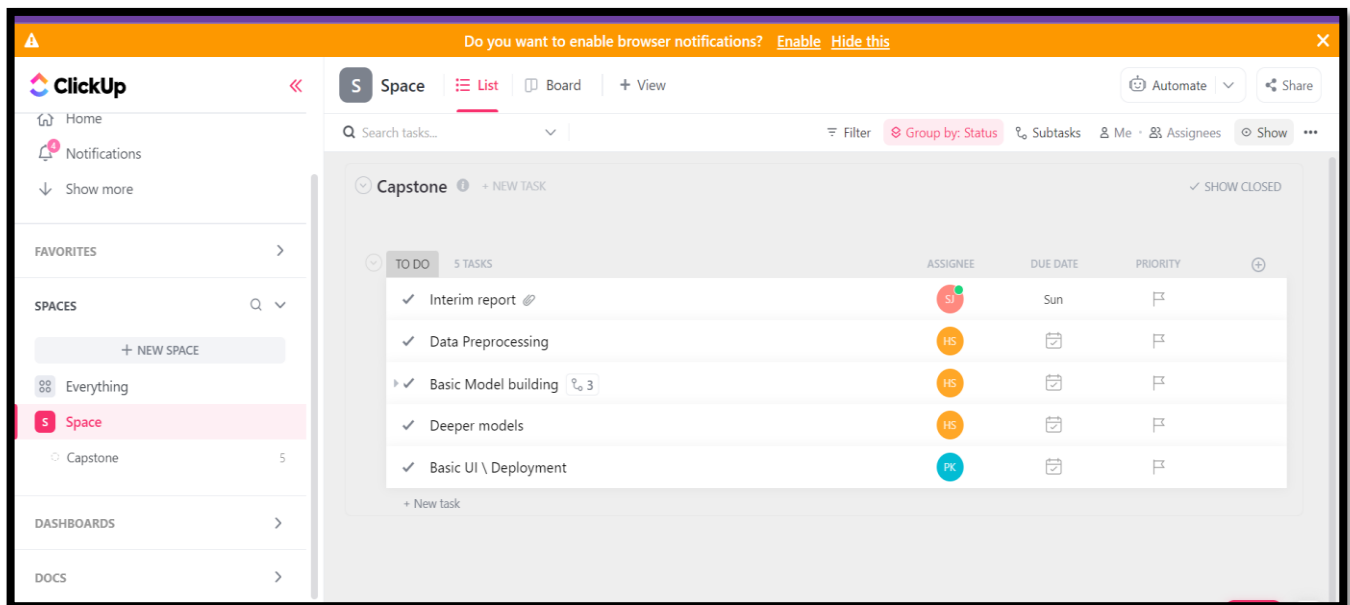 Do you want to enable browser notifications? Enable Hide this
ClickUp
Home
4
Notifications
Show more
FAVORITES
SPACES
+ NEW SPACE
Everything
S Space
Capstone 5
DASHBOARDS
DOCS
S Space List Board + View
Automate Share
Search tasks... Filter Group by: Status Subtasks Me · Assignees Show
Capstone + NEW TASK SHOW CLOSED
TO DO 5 TASKS ASSIGNEE DUE DATE PRIORITY
Interim report SJ Sun
Data Preprocessing HS
Basic Model building 3 HS
Deeper models HS
Basic UI \ Deployment PK
+ New task